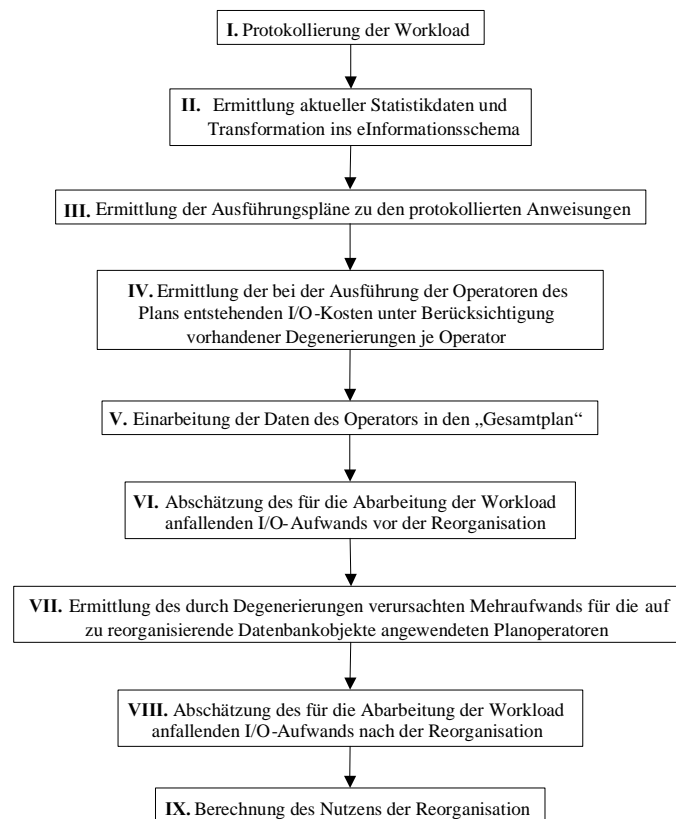 I. Protokollierung der Workload
II. Ermittlung aktueller Statistikdaten und
Transformation ins eInformationsschema
III. Ermittlung der Ausführungspläne zu den protokollierten Anweisungen
IV. Ermittlung der bei der Ausführung der Operatoren des
Plans entstehenden I/O-Kosten unter Berücksichtigung
vorhandener Degenerierungen je Operator
V. Einarbeitung der Daten des Operators in den „Gesamtplan“
VI. Abschätzung des für die Abarbeitung der Workload
anfallenden I/O-Aufwands vor der Reorganisation
VII. Ermittlung des durch Degenerierungen verursachten Mehraufwands für die auf
zu reorganisierende Datenbankobjekte angewendeten Planoperatoren
VIII. Abschätzung des für die Abarbeitung der Workload
anfallenden I/O-Aufwands nach der Reorganisation
IX. Berechnung des Nutzens der Reorganisation